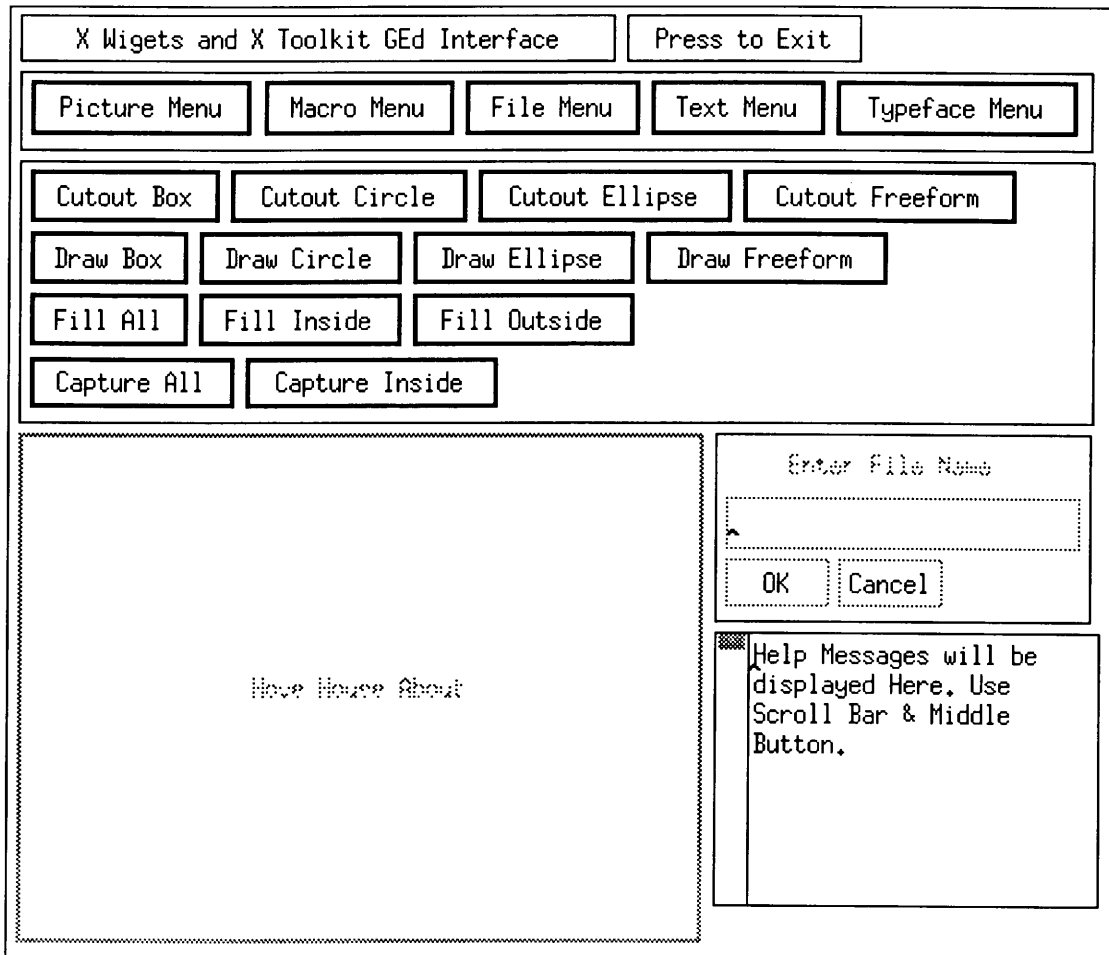 X Wigets and X Toolkit GEd Interface
Press to Exit
Picture Menu
Macro Menu
File Menu
Text Menu
Typeface Menu
Cutout Box
Cutout Circle
Cutout Ellipse
Cutout Freeform
Draw Box
Draw Circle
Draw Ellipse
Draw Freeform
Fill All
Fill Inside
Fill Outside
Capture All
Capture Inside
Move Mouse About
Enter File Name
OK
Cancel
Help Messages will be
displayed Here. Use
Scroll Bar & Middle
Button.